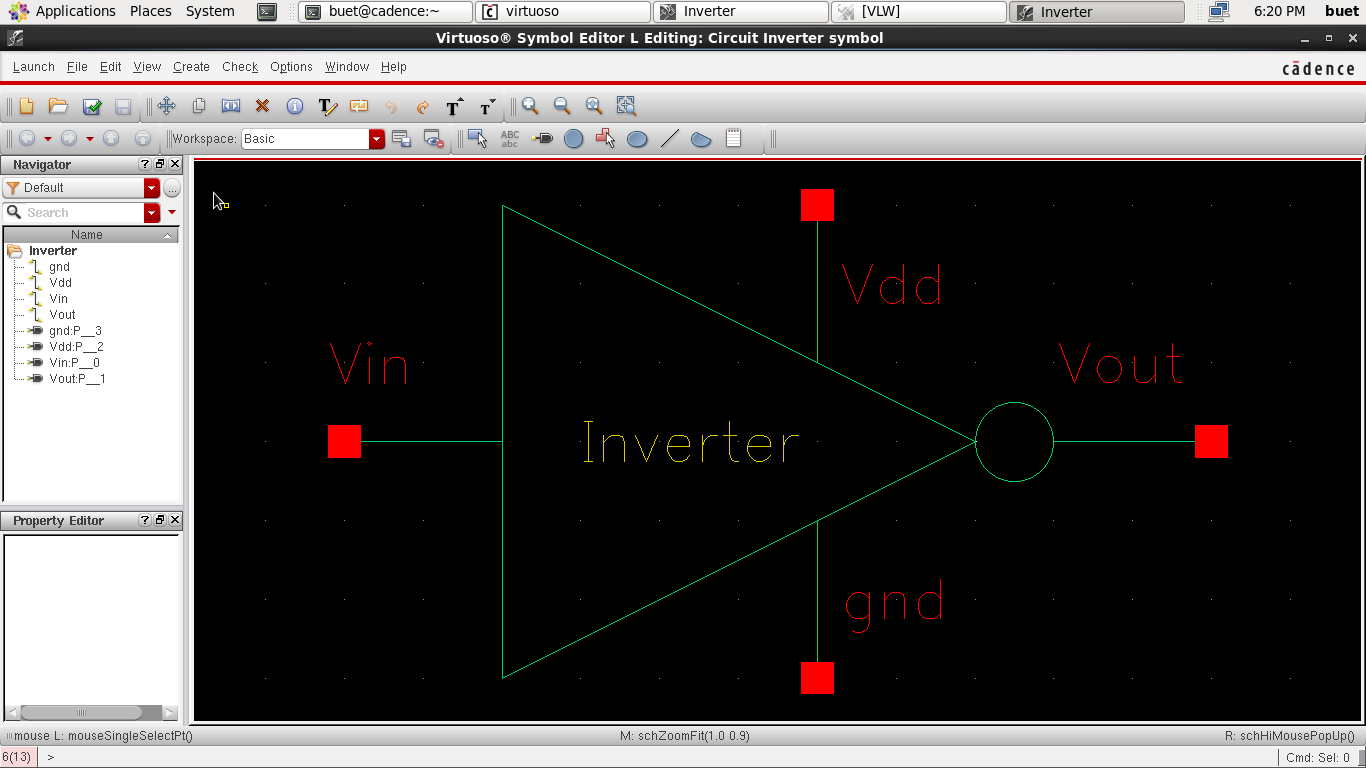 Applications Places System buet@cadence:~ virtuoso Inverter [VLW] Inverter 6:20 PM buet
Virtuoso® Symbol Editor L Editing: Circuit Inverter symbol
Launch File Edit View Create Check Options Window Help cādence
Workspace: Basic ABC
abc
Navigator
Default ...
Search
Name
Inverter
gnd
Vdd
Vin
Vout
gnd:P__3
Vdd:P__2
Vin:P__0
Vout:P__1
Property Editor
Vdd
Vin
Vout
Inverter
gnd
mouse L: mouseSingleSelectPt() M: schZoomFit(1.0 0.9) R: schHiMousePopUp()
6(13) > Cmd: Sel: 0